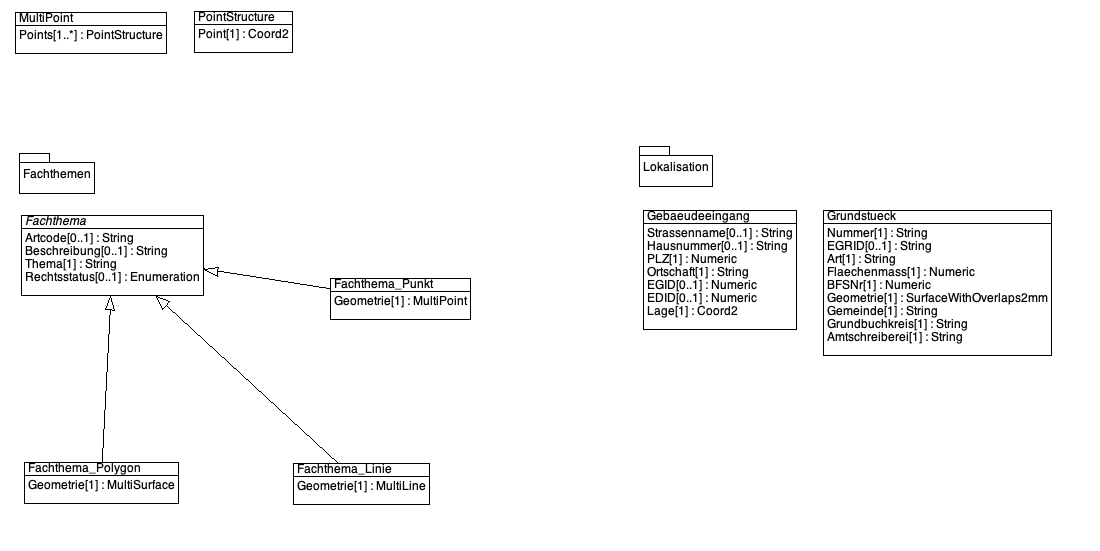 MultiPoint
Points[1..*] : PointStructure
PointStructure
Point[1] : Coord2
Fachthemen
Fachthema
Artcode[0..1] : String
Beschreibung[0..1] : String
Thema[1] : String
Rechtsstatus[0..1] : Enumeration
Fachthema_Punkt
Geometrie[1] : MultiPoint
Fachthema_Polygon
Geometrie[1] : MultiSurface
Fachthema_Linie
Geometrie[1] : MultiLine
Lokalisation
Gebaeudeeingang
Strassenname[0..1] : String
Hausnummer[0..1] : String
PLZ[1] : Numeric
Ortschaft[1] : String
EGID[0..1] : Numeric
EDID[0..1] : Numeric
Lage[1] : Coord2
Grundstueck
Nummer[1] : String
EGRID[0..1] : String
Art[1] : String
Flaechenmass[1] : Numeric
BFSNr[1] : Numeric
Geometrie[1] : SurfaceWithOverlaps2mm
Gemeinde[1] : String
Grundbuchkreis[1] : String
Amtschreiberei[1] : String